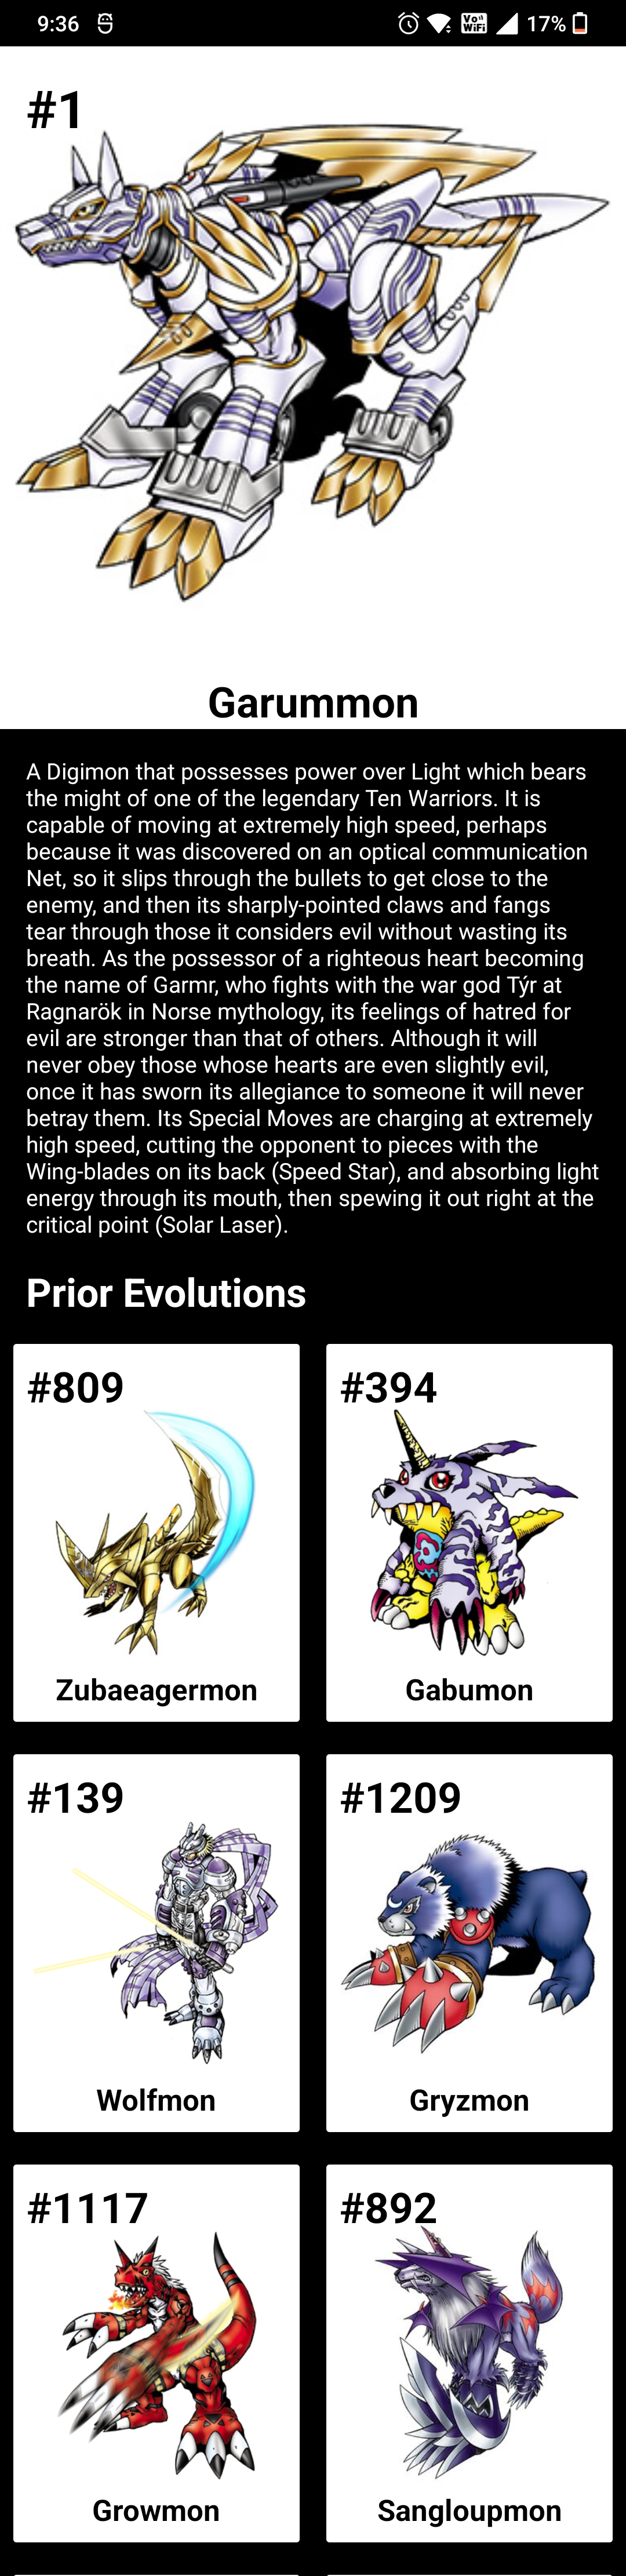 9:36
Vo))
WiFi
17%
#1
Garummon
A Digimon that possesses power over Light which bears
the might of one of the legendary Ten Warriors. It is
capable of moving at extremely high speed, perhaps
because it was discovered on an optical communication
Net, so it slips through the bullets to get close to the
enemy, and then its sharply-pointed claws and fangs
tear through those it considers evil without wasting its
breath. As the possessor of a righteous heart becoming
the name of Garmr, who fights with the war god Týr at
Ragnarök in Norse mythology, its feelings of hatred for
evil are stronger than that of others. Although it will
never obey those whose hearts are even slightly evil,
once it has sworn its allegiance to someone it will never
betray them. Its Special Moves are charging at extremely
high speed, cutting the opponent to pieces with the
Wing-blades on its back (Speed Star), and absorbing light
energy through its mouth, then spewing it out right at the
critical point (Solar Laser).
Prior Evolutions
#809
Zubaeagermon
#394
Gabumon
#139
Wolfmon
#1209
Gryzmon
#1117
Growmon
#892
Sangloupmon